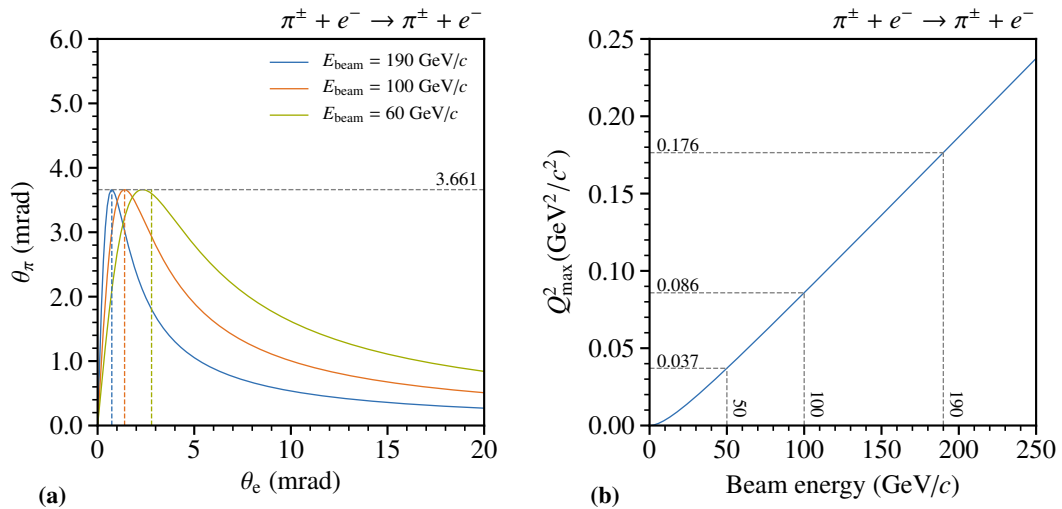 π± + e⁻ → π± + e⁻
6.0
5.0
4.0
3.0
2.0
1.0
0.0
θπ (mrad)
E_beam = 190 GeV/c
E_beam = 100 GeV/c
E_beam = 60 GeV/c
3.661
0 5 10 15 20
θe (mrad)
(a)
π± + e⁻ → π± + e⁻
0.25
0.20
0.15
0.10
0.05
0.00
Q²max(GeV²/c²)
0.176
0.086
0.037
50
100
190
0 50 100 150 200 250
Beam energy (GeV/c)
(b)